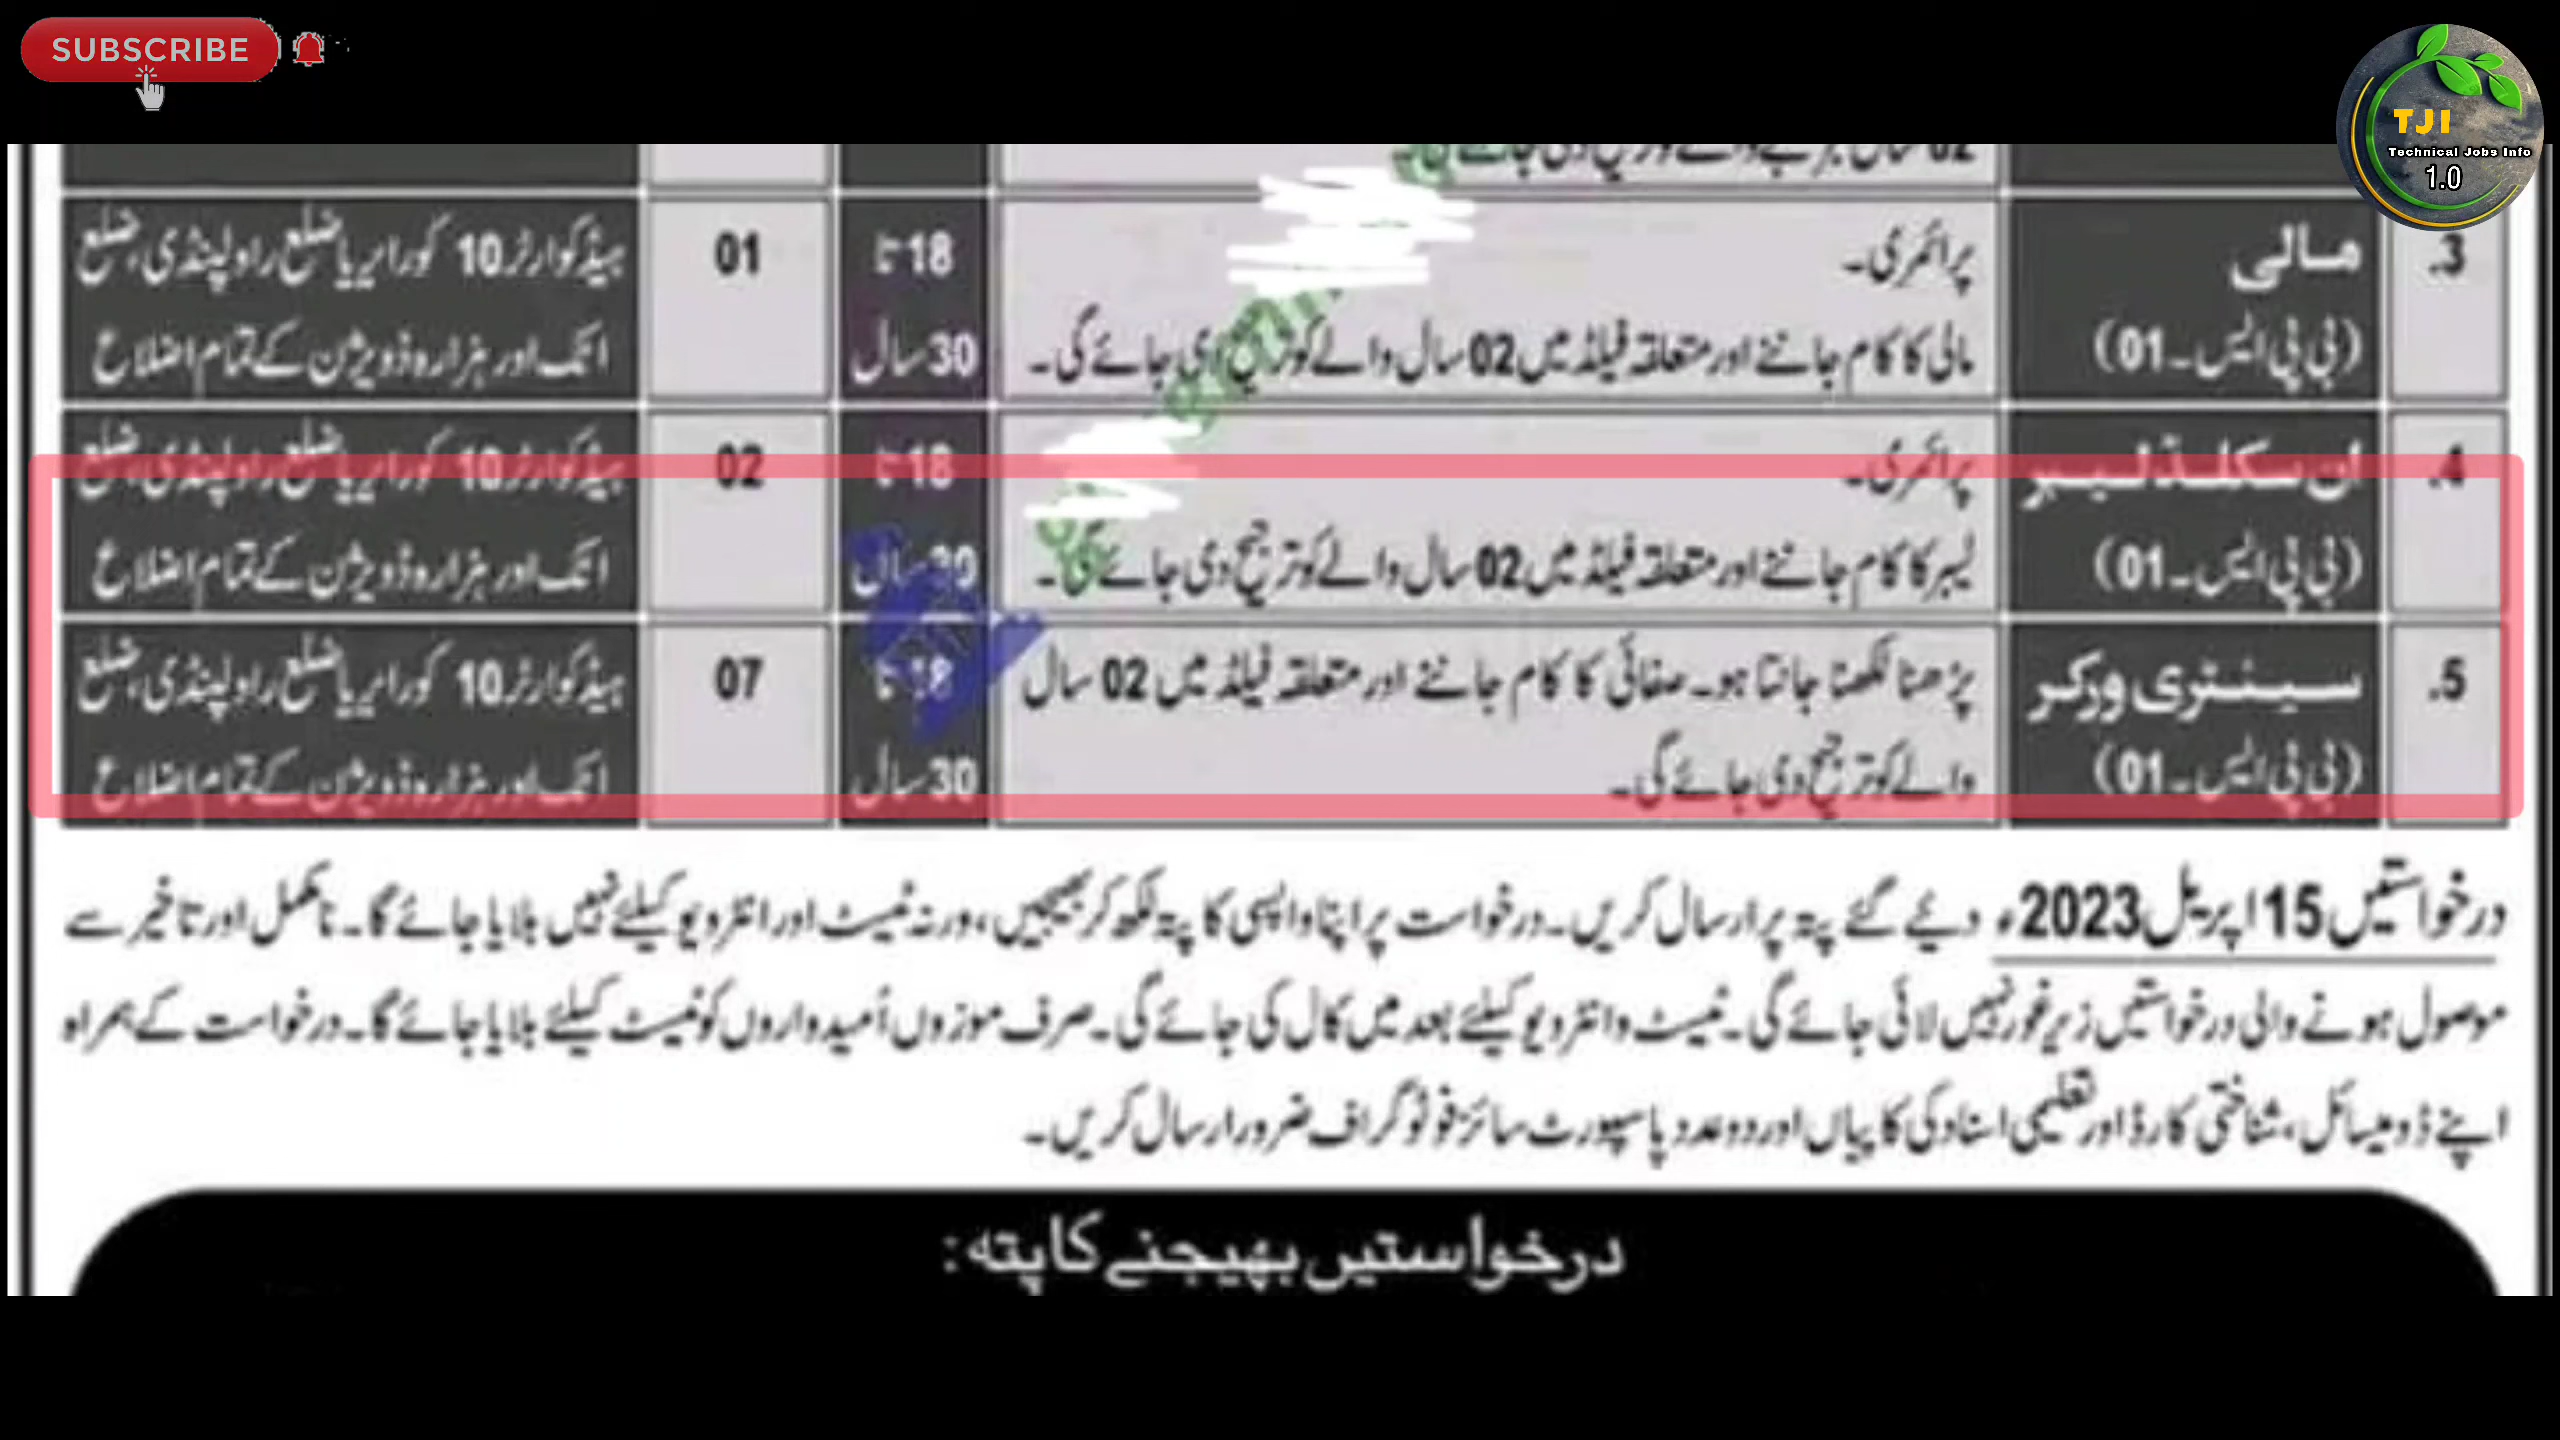 SUBSCRIBE
TJI
Technical Jobs Info
1.0
3.
مالی
(بی پی ایس۔01)
پرائمری۔
مالی کا کام جاننے اور متعلقہ فیلڈ میں 02 سال والے کو ترجیح دی جائے گی۔
18 تا
30 سال
01
ہیڈکوارٹر 10 کور ایریا ضلع راولپنڈی، ضلع
اٹک اور ہزارہ ڈویژن کے تمام اضلاع
4.
ان سکلڈ لیبر
(بی پی ایس۔01)
پرائمری۔
لیبر کا کام جاننے اور متعلقہ فیلڈ میں 02 سال والے کو ترجیح دی جائے گی۔
18 تا
30 سال
02
ہیڈکوارٹر 10 کور ایریا ضلع راولپنڈی، ضلع
اٹک اور ہزارہ ڈویژن کے تمام اضلاع
5.
سینٹری ورکر
(بی پی ایس۔01)
پڑھنا لکھنا جانتا ہو۔ صفائی کا کام جاننے اور متعلقہ فیلڈ میں 02 سال
والے کو ترجیح دی جائے گی۔
18 تا
30 سال
07
ہیڈکوارٹر 10 کور ایریا ضلع راولپنڈی، ضلع
اٹک اور ہزارہ ڈویژن کے تمام اضلاع
درخواستیں 15 اپریل 2023ء دیئے گئے پتہ پر ارسال کریں۔ درخواست پر اپنا واپسی کا پتہ لکھ کر بھیجیں، ورنہ ٹیسٹ اور انٹرویو کیلئے نہیں بلایا جائے گا۔ نامکمل اور تاخیر سے
موصول ہونے والی درخواستیں زیر غور نہیں لائی جائے گی۔ ٹیسٹ و انٹرویو کیلئے بعد میں کال کی جائے گی۔ صرف موزوں اُمیدواروں کو ٹیسٹ کیلئے بلایا جائے گا۔ درخواست کے ہمراہ
اپنے ڈومیسائل، شناختی کارڈ اور تعلیمی اسناد کی کاپیاں اور دو عدد پاسپورٹ سائز فوٹو گراف ضرور ارسال کریں۔
درخواستیں بھیجنے کا پتہ: